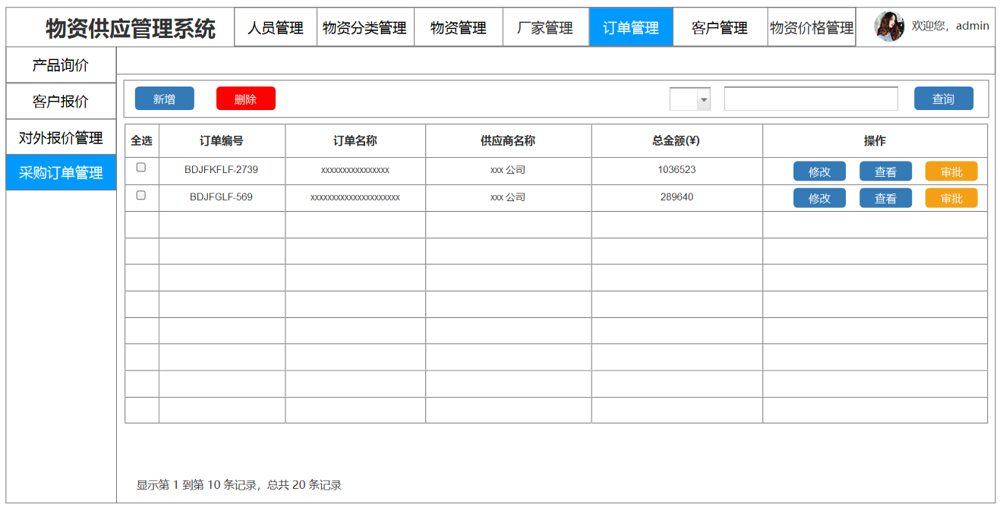 物资供应管理系统 人员管理 物资分类管理 物资管理 厂家管理 订单管理 客户管理 物资价格管理 欢迎您，admin
产品询价
客户报价
对外报价管理
采购订单管理
新增 删除 查询
全选 订单编号 订单名称 供应商名称 总金额(¥) 操作
BDJFKFLF-2739 xxxxxxxxxxxxxxxx xxx 公司 1036523 修改 查看 审批
BDJFGLF-569 xxxxxxxxxxxxxxxxxxxxx xxx 公司 289640 修改 查看 审批
显示第 1 到第 10 条记录，总共 20 条记录